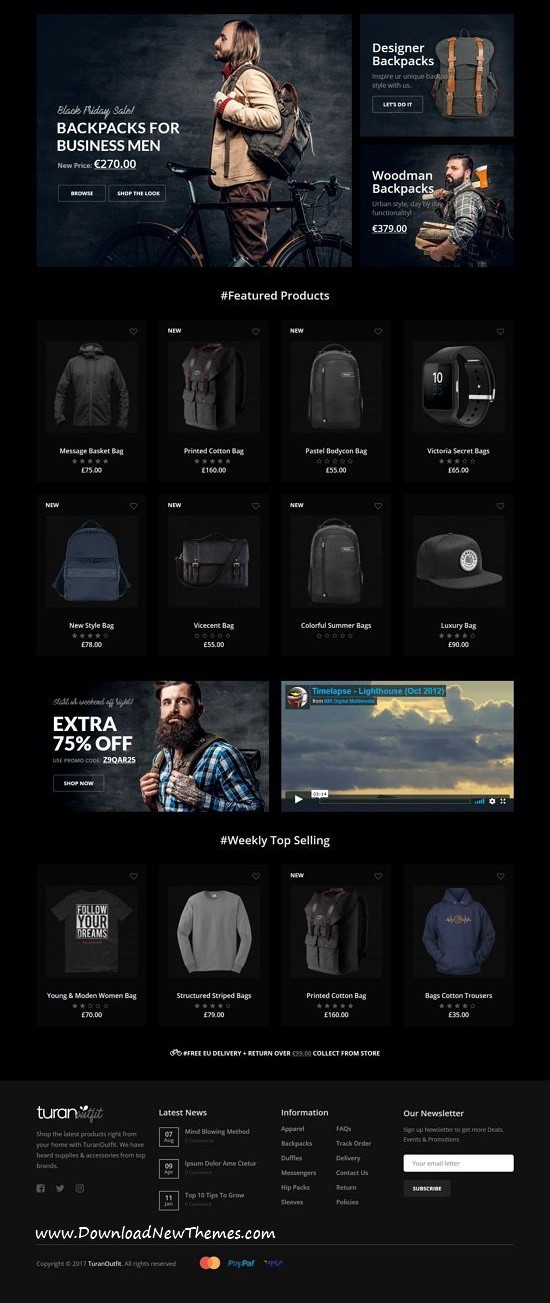 Black Friday Sale!
BACKPACKS FOR
BUSINESS MEN
New Price: €270.00
BROWSE
SHOP THE LOOK
Designer
Backpacks
Inspire ur unique backpack
style with us.
LET'S DO IT
Woodman
Backpacks
Urban style, day by day
functionality!
€379.00
#Featured Products
Message Basket Bag
£75.00
NEW
Printed Cotton Bag
£160.00
NEW
Pastel Bodycon Bag
£55.00
10
Victoria Secret Bags
£65.00
NEW
New Style Bag
£78.00
NEW
Vicecent Bag
£55.00
NEW
Colorful Summer Bags
Luxury Bag
£90.00
Start ur weekend off right!
EXTRA
75% OFF
USE PROMO CODE: Z9QAR25
SHOP NOW
Timelapse - Lighthouse (Oct 2012)
from IMK Digital Multimedia
03:14
#Weekly Top Selling
FOLLOW
YOUR
DREAMS
Young & Moden Women Bag
£70.00
Structured Striped Bags
£79.00
NEW
Printed Cotton Bag
£160.00
Bags Cotton Trousers
£35.00
#FREE EU DELIVERY + RETURN OVER £99.00 COLLECT FROM STORE
turan outfit
Shop the latest products right from
your home with TuranOutfit. We have
beard supplies & accessories from top
brands.
Latest News
07
Aug
Mind Blowing Method
5 Comments
09
Apr
Ipsum Dolor Ame Ctetur
11
Jan
Top 10 Tips To Grow
Information
Apparel
Backpacks
Duffles
Messengers
Hip Packs
Sleeves
FAQs
Track Order
Delivery
Contact Us
Return
Policies
Our Newsletter
Sign up Newsletter to get more Deals,
Events & Promotions
Your email letter
SUBSCRIBE
www.DownloadNewThemes.com
Copyright © 2017 TuranOutfit. All rights reserved
PayPal
VISA